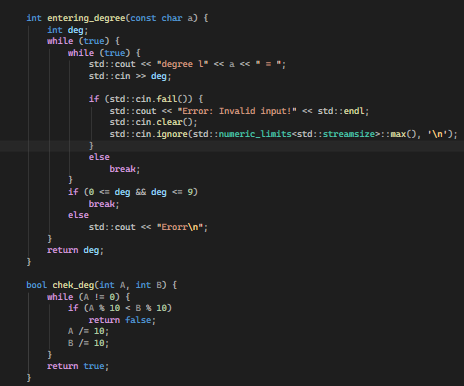 int entering_degree(const char a) {
    int deg;
    while (true) {
        while (true) {
            std::cout << "degree l" << a << " = ";
            std::cin >> deg;

            if (std::cin.fail()) {
                std::cout << "Error: Invalid input!" << std::endl;
                std::cin.clear();
                std::cin.ignore(std::numeric_limits<std::streamsize>::max(), '\n');
            }
            else
                break;
        }
        if (0 <= deg && deg <= 9)
            break;
        else
            std::cout << "Erorr\n";
    }
    return deg;
}

bool chek_deg(int A, int B) {
    while (A != 0) {
        if (A % 10 < B % 10)
            return false;
        A /= 10;
        B /= 10;
    }
    return true;
}